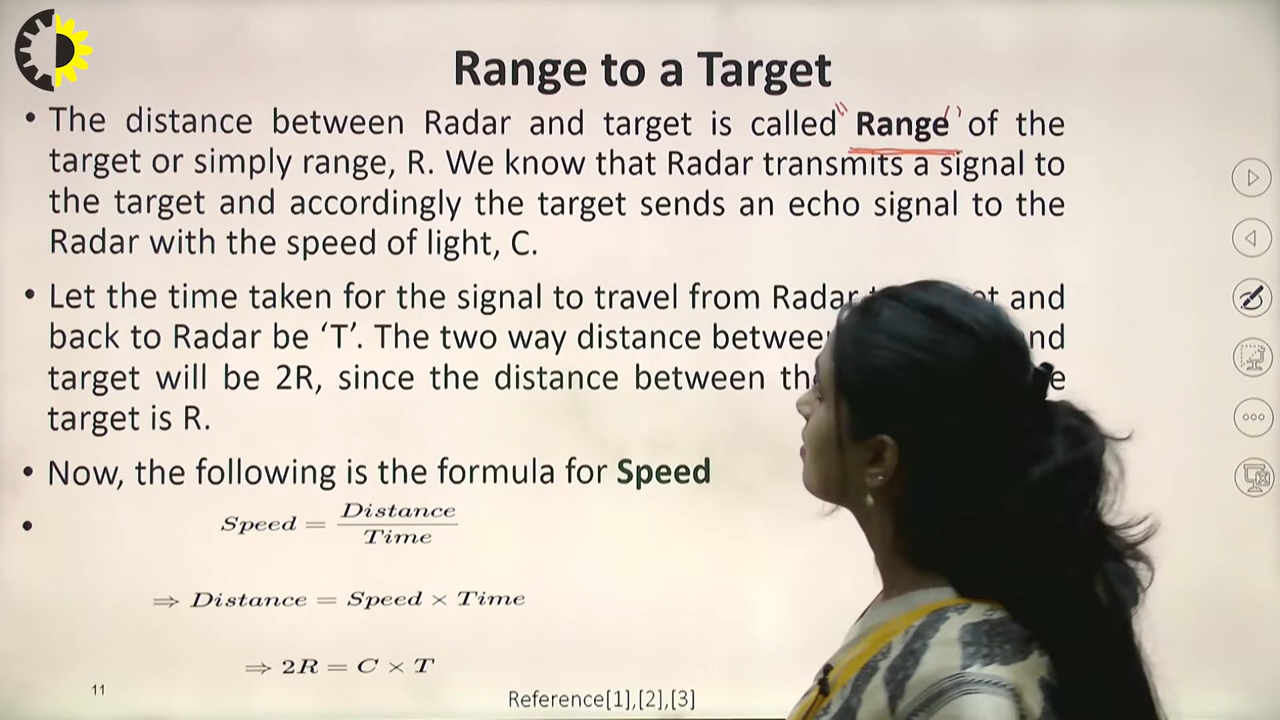 Range to a Target
• The distance between Radar and target is called "Range" of the
target or simply range, R. We know that Radar transmits a signal to
the target and accordingly the target sends an echo signal to the
Radar with the speed of light, C.
• Let the time taken for the signal to travel from Radar and
back to Radar be ‘T’. The two way distance
target will be 2R, since the distance between
target is R.
• Now, the following is the formula for Speed
• Speed = Distance / Time
⇒ Distance = Speed × Time
⇒ 2R = C × T
11
Reference[1],[2],[3]